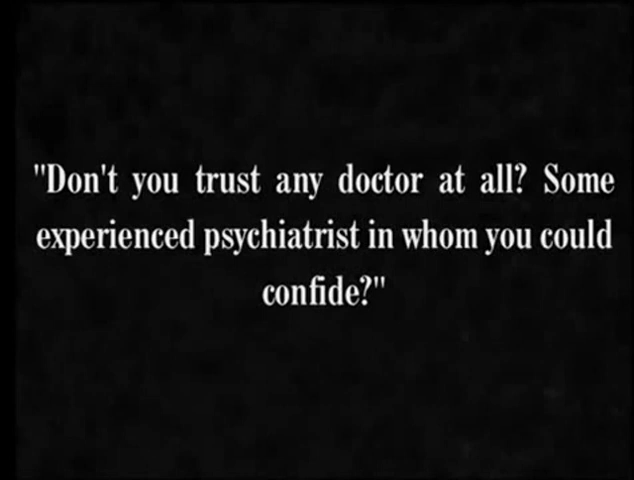 "Don't you trust any doctor at all? Some
experienced psychiatrist in whom you could
confide?"